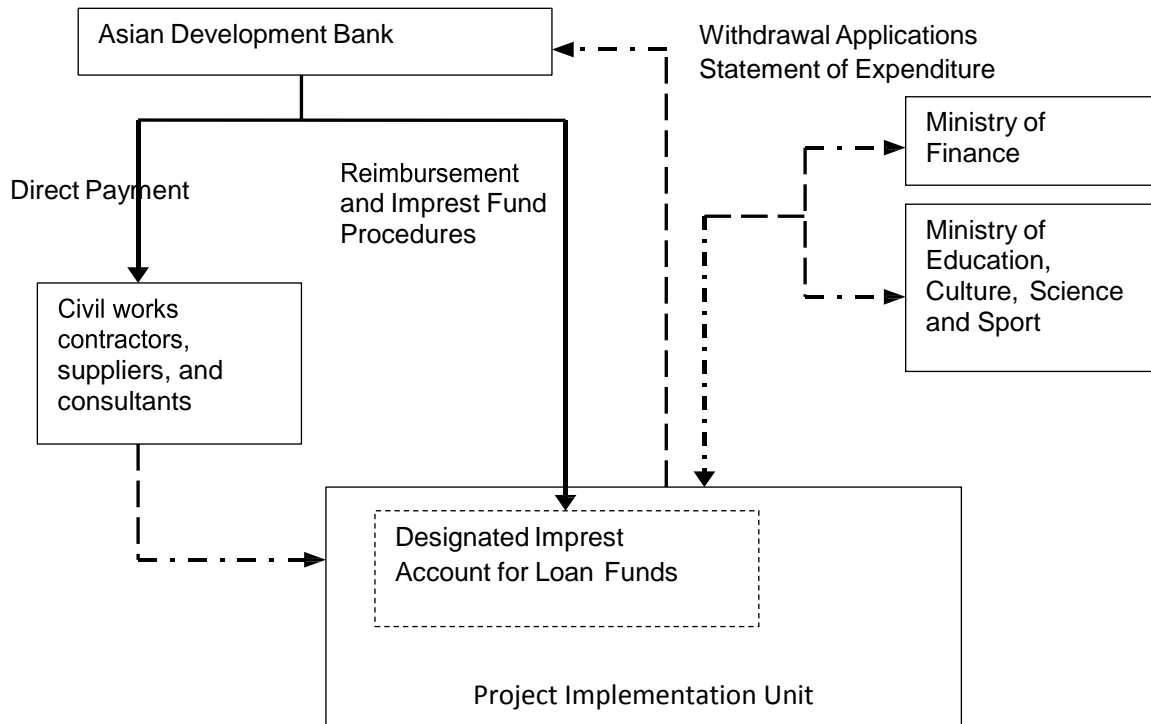 Asian Development Bank
Withdrawal Applications
Statement of Expenditure
Ministry of
Finance
Direct Payment
Reimbursement
and Imprest Fund
Procedures
Ministry of
Education,
Culture, Science
and Sport
Civil works
contractors,
suppliers, and
consultants
Designated Imprest
Account for Loan Funds
Project Implementation Unit